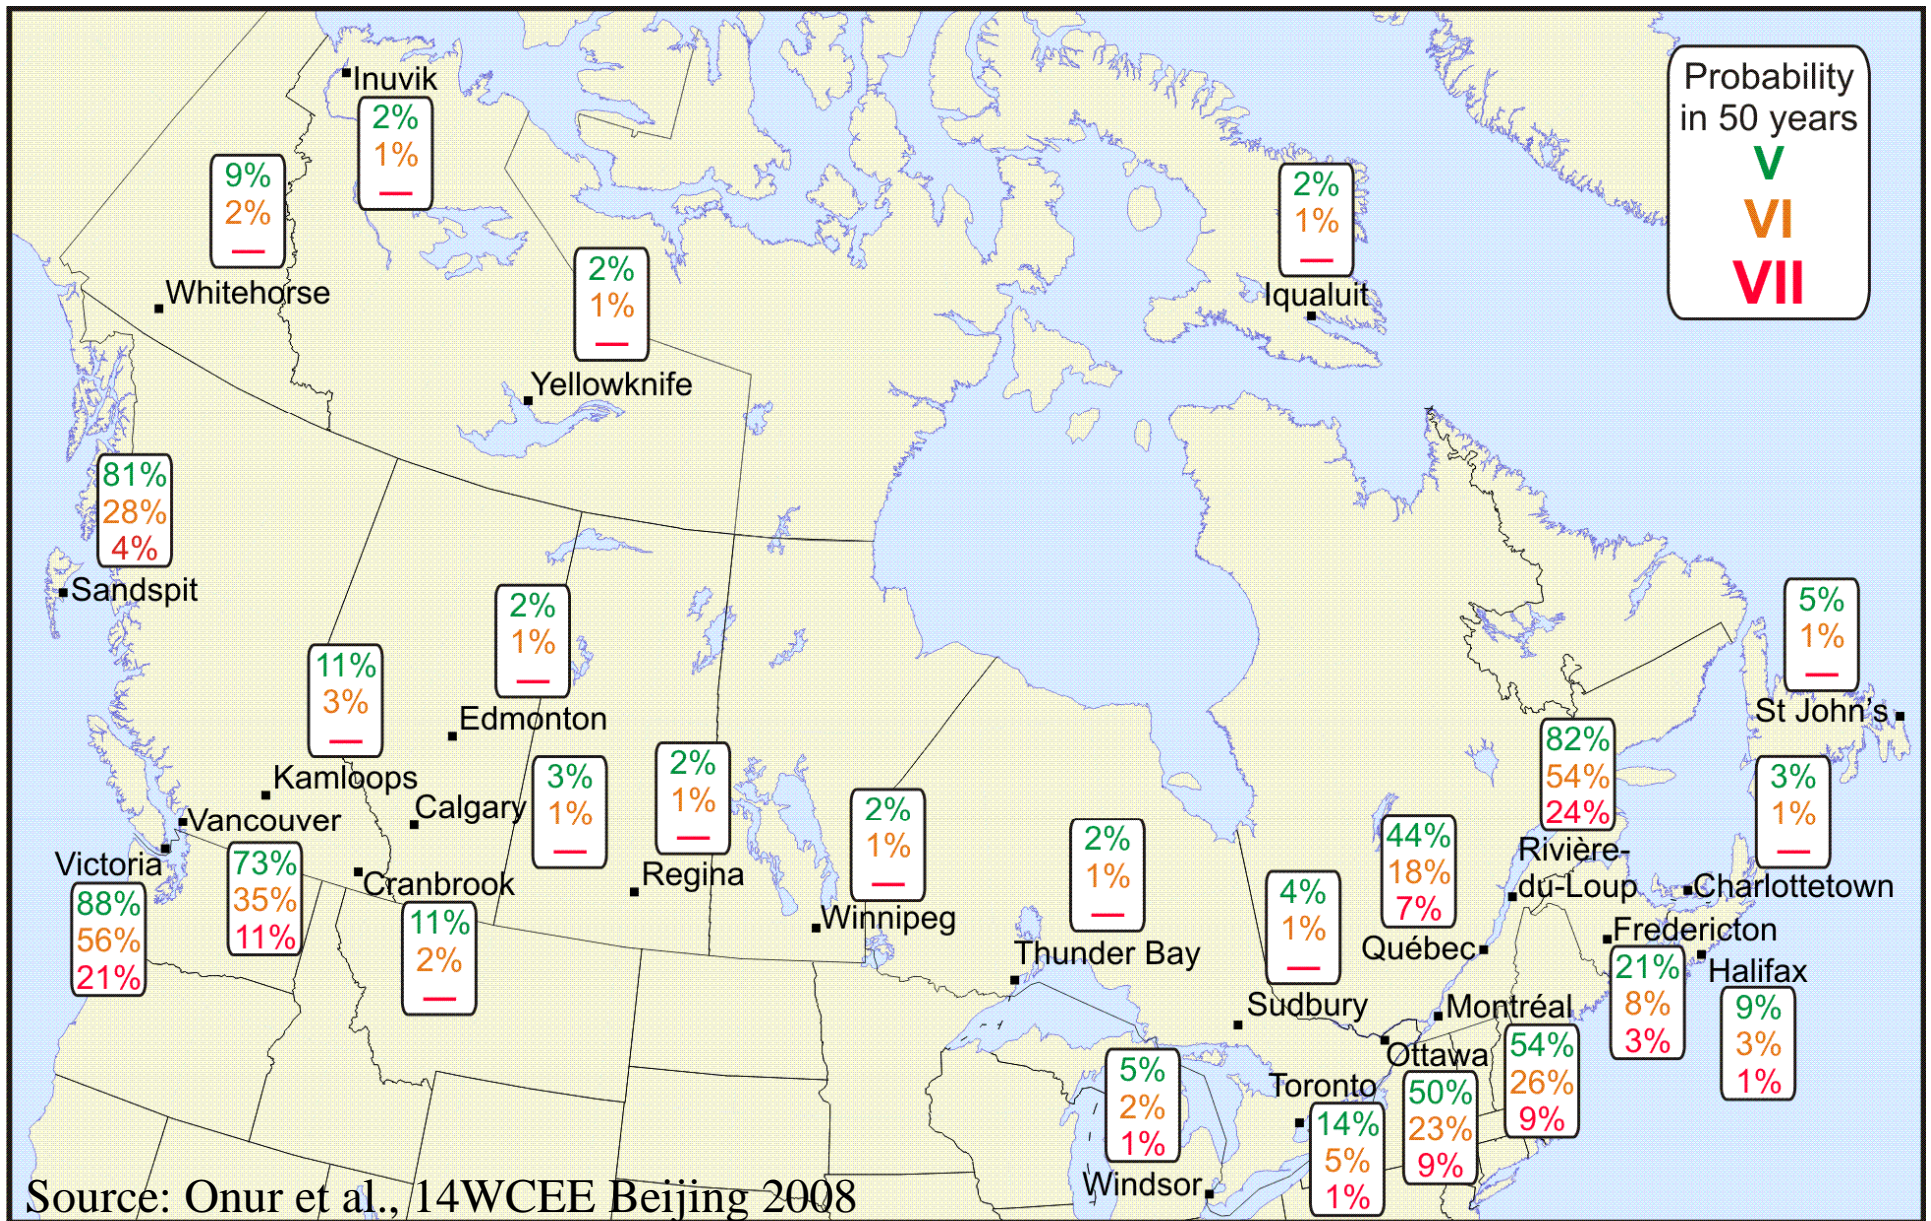 Inuvik
2%
1%
—
9%
2%
—
Whitehorse
2%
1%
—
Yellowknife
2%
1%
—
Iqualuit
Probability
in 50 years
V
VI
VII
81%
28%
4%
Sandspit
2%
1%
—
Edmonton
11%
3%
—
Kamloops
Vancouver
73%
35%
11%
Victoria
88%
56%
21%
Calgary
3%
1%
—
Cranbrook
11%
2%
—
2%
1%
—
Regina
2%
1%
—
Winnipeg
2%
1%
—
Thunder Bay
4%
1%
—
Sudbury
5%
2%
1%
Windsor
Toronto
14%
5%
1%
Ottawa
50%
23%
9%
Montréal
54%
26%
9%
44%
18%
7%
Québec
82%
54%
24%
Rivière-
du-Loup
5%
1%
—
St John’s
3%
1%
—
Charlottetown
Fredericton
21%
8%
3%
Halifax
9%
3%
1%
Source: Onur et al., 14WCEE Beijing 2008